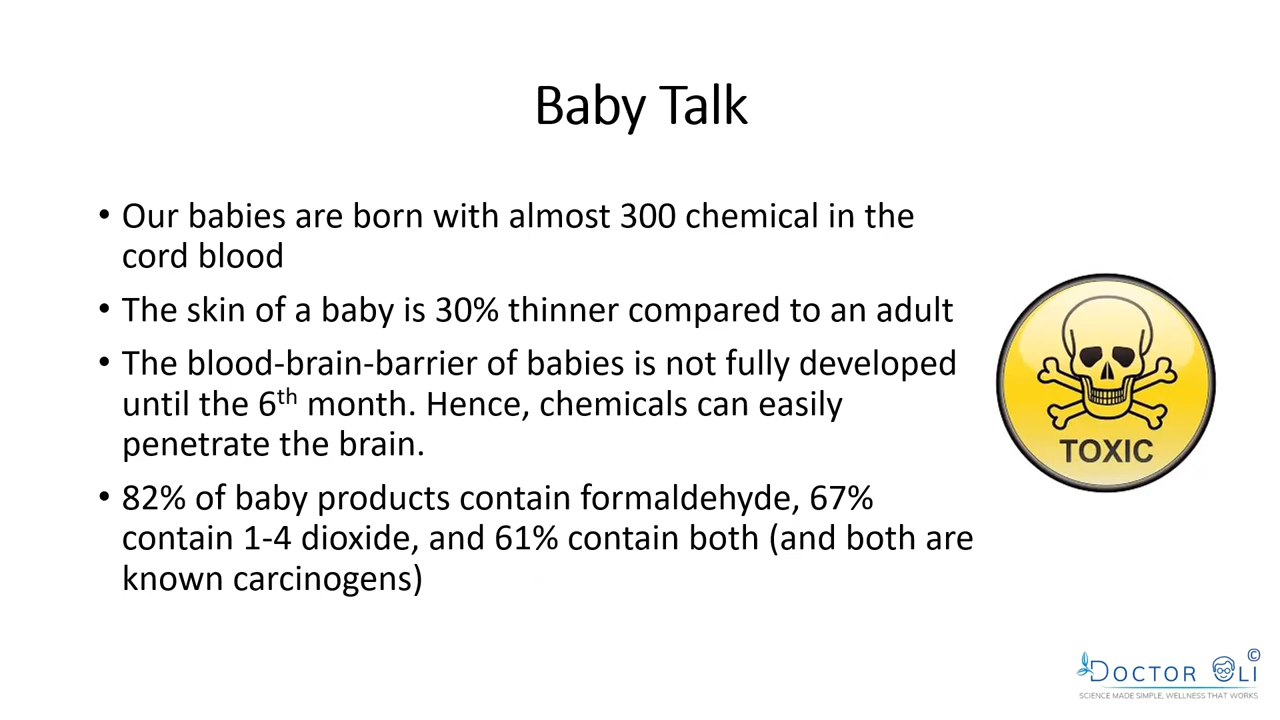 Baby Talk
• Our babies are born with almost 300 chemical in the
cord blood
• The skin of a baby is 30% thinner compared to an adult
• The blood-brain-barrier of babies is not fully developed
until the 6th month. Hence, chemicals can easily
penetrate the brain.
• 82% of baby products contain formaldehyde, 67%
contain 1-4 dioxide, and 61% contain both (and both are
known carcinogens)
TOXIC
©
DOCTOR OLI
SCIENCE MADE SIMPLE, WELLNESS THAT WORKS